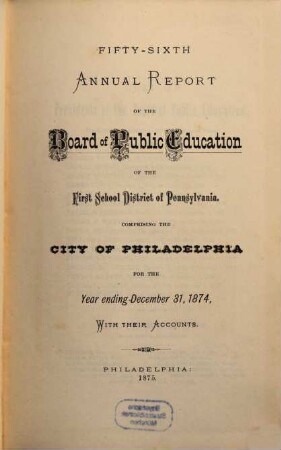 FIFTY-SIXTH
ANNUAL REPORT
OF THE
Board of Public Education
OF THE
First School District of Pennsylvania.
COMPRISING THE
CITY OF PHILADELPHIA
FOR THE
Year ending December 31, 1874,
WITH THEIR ACCOUNTS.
PHILADELPHIA:
1875.